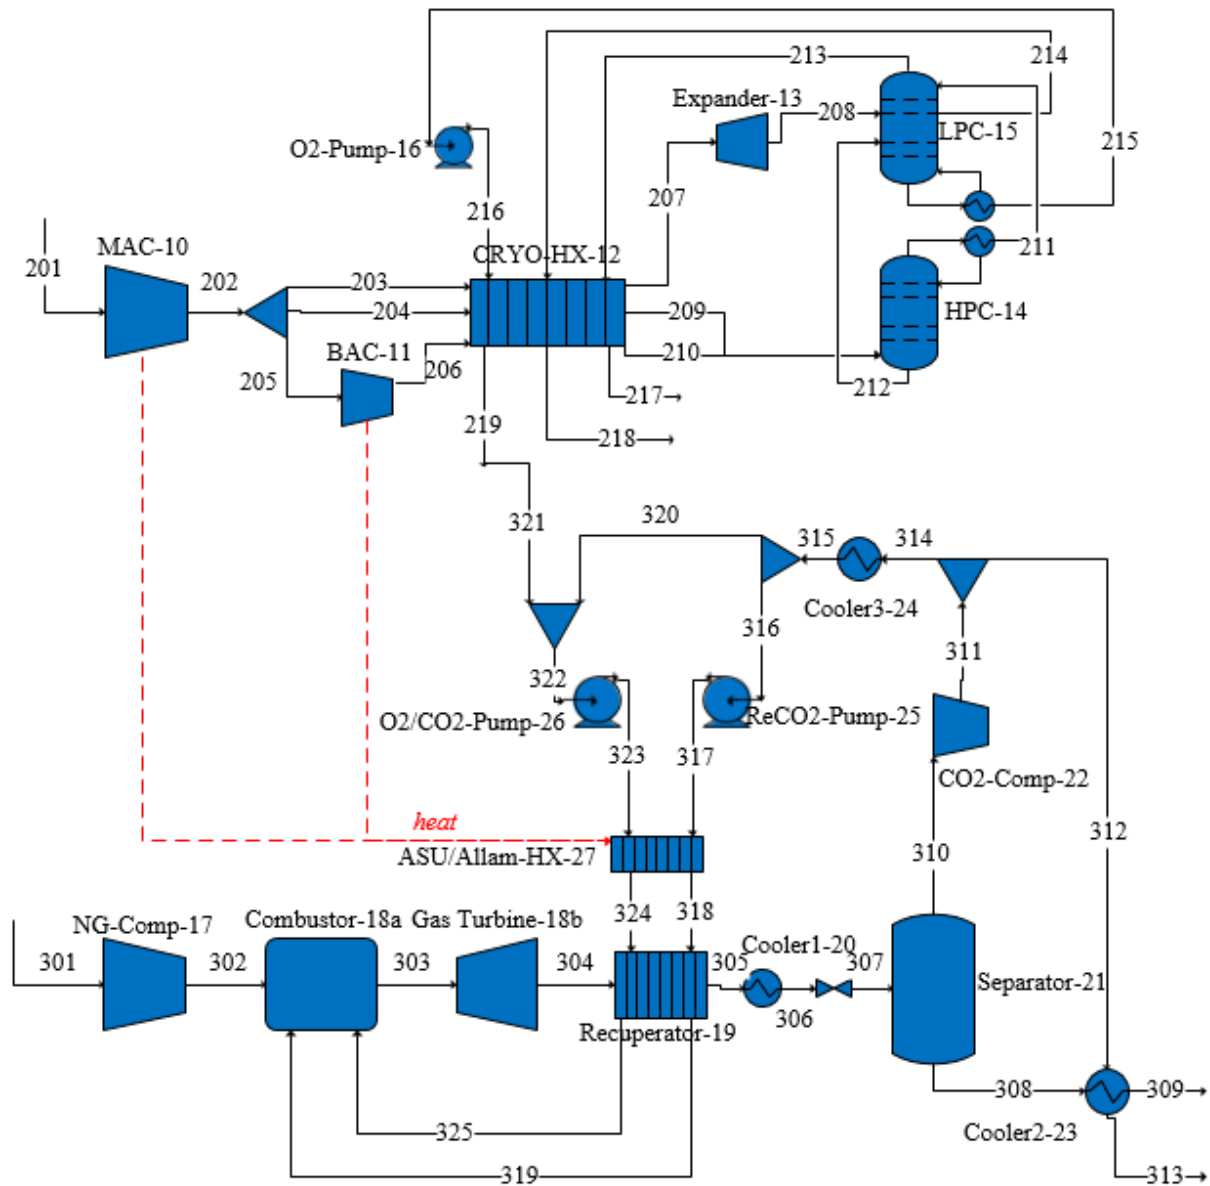 213
214
Expander-13
208
LPC-15
O2-Pump-16
215
207
216
211
MAC-10
CRYO-HX-12
201
202
203
204
209
HPC-14
BAC-11
210
205
206
212
217
219
218
321
320
315
314
Cooler3-24
316
311
322
O2/CO2-Pump-26
ReCO2-Pump-25
323
317
CO2-Comp-22
heat
312
ASU/Allam-HX-27
310
324
318
NG-Comp-17
Combustor-18a
Gas Turbine-18b
Cooler1-20
301
302
303
304
305
307
Separator-21
306
Recuperator-19
308
309
325
Cooler2-23
319
313